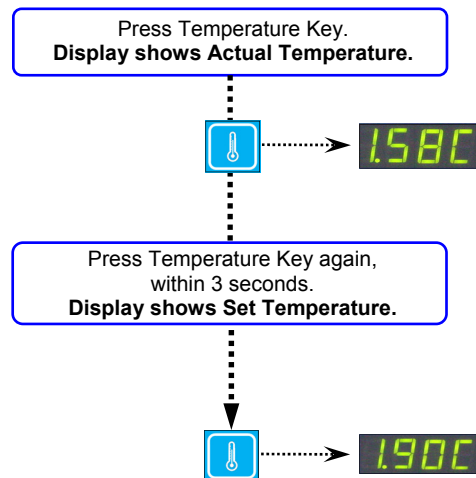 Press Temperature Key.
Display shows Actual Temperature.
1.58C
Press Temperature Key again,
within 3 seconds.
Display shows Set Temperature.
1.90C